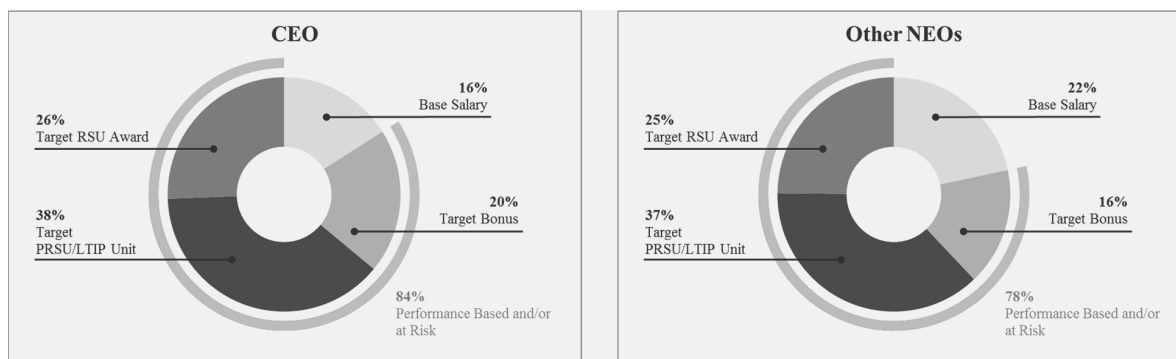 CEO
16%
Base Salary
26%
Target RSU Award
20%
Target Bonus
38%
Target
PRSU/LTIP Unit
84%
Performance Based and/or
at Risk
Other NEOs
22%
Base Salary
25%
Target RSU Award
16%
Target Bonus
37%
Target
PRSU/LTIP Unit
78%
Performance Based and/or
at Risk